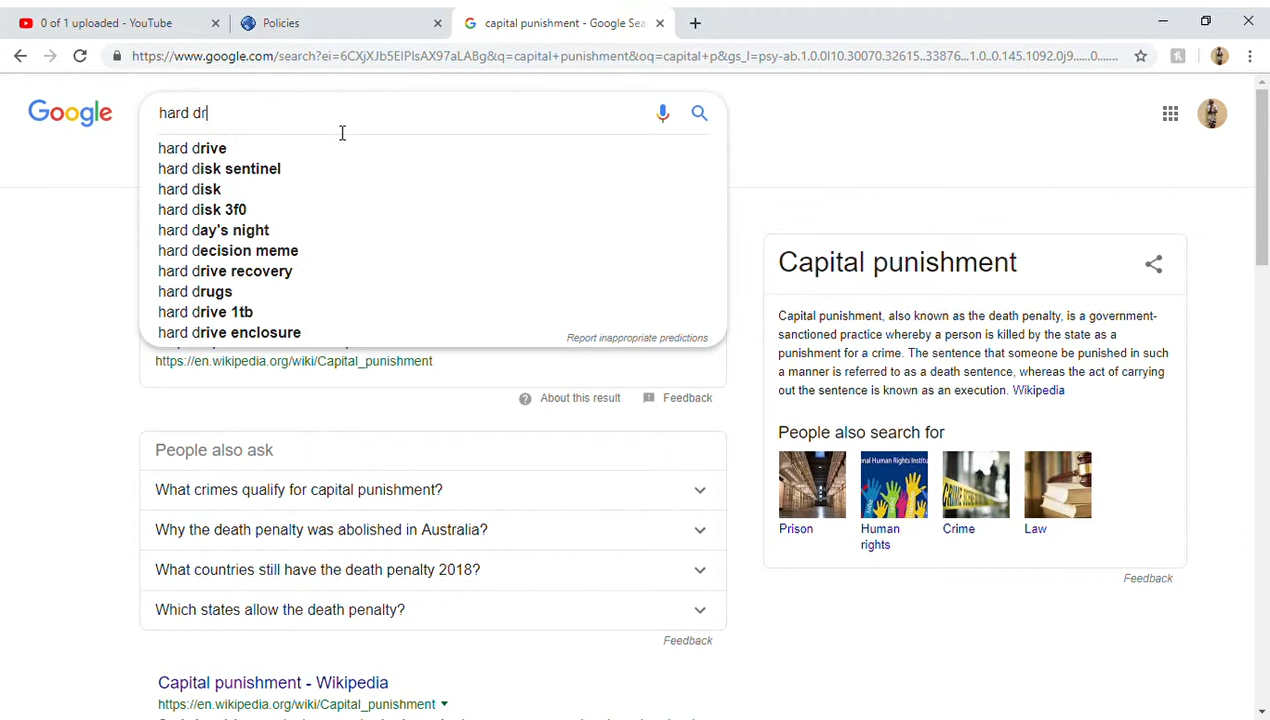 0 of 1 uploaded - YouTube
Policies
capital punishment - Google Sea
https://www.google.com/search?ei=6CXjXJb5EIPIsAX97aLABg&q=capital+punishment&oq=capital+p&gs_l=psy-ab.1.0.0l10.30070.32615..33876...1.0..0.145.1092.0j9......0......
Google
hard dr
hard drive
hard disk sentinel
hard disk
hard disk 3f0
hard day's night
hard decision meme
hard drive recovery
hard drugs
hard drive 1tb
hard drive enclosure
Report inappropriate predictions
https://en.wikipedia.org/wiki/Capital_punishment
About this result
Feedback
People also ask
What crimes qualify for capital punishment?
Why the death penalty was abolished in Australia?
What countries still have the death penalty 2018?
Which states allow the death penalty?
Feedback
Capital punishment - Wikipedia
https://en.wikipedia.org/wiki/Capital_punishment
Capital punishment
Capital punishment, also known as the death penalty, is a government-
sanctioned practice whereby a person is killed by the state as a
punishment for a crime. The sentence that someone be punished in such
a manner is referred to as a death sentence, whereas the act of carrying
out the sentence is known as an execution. Wikipedia
People also search for
onal Human Rights Institu
CRIME SCENE
Prison
Human
rights
Crime
Law
Feedback